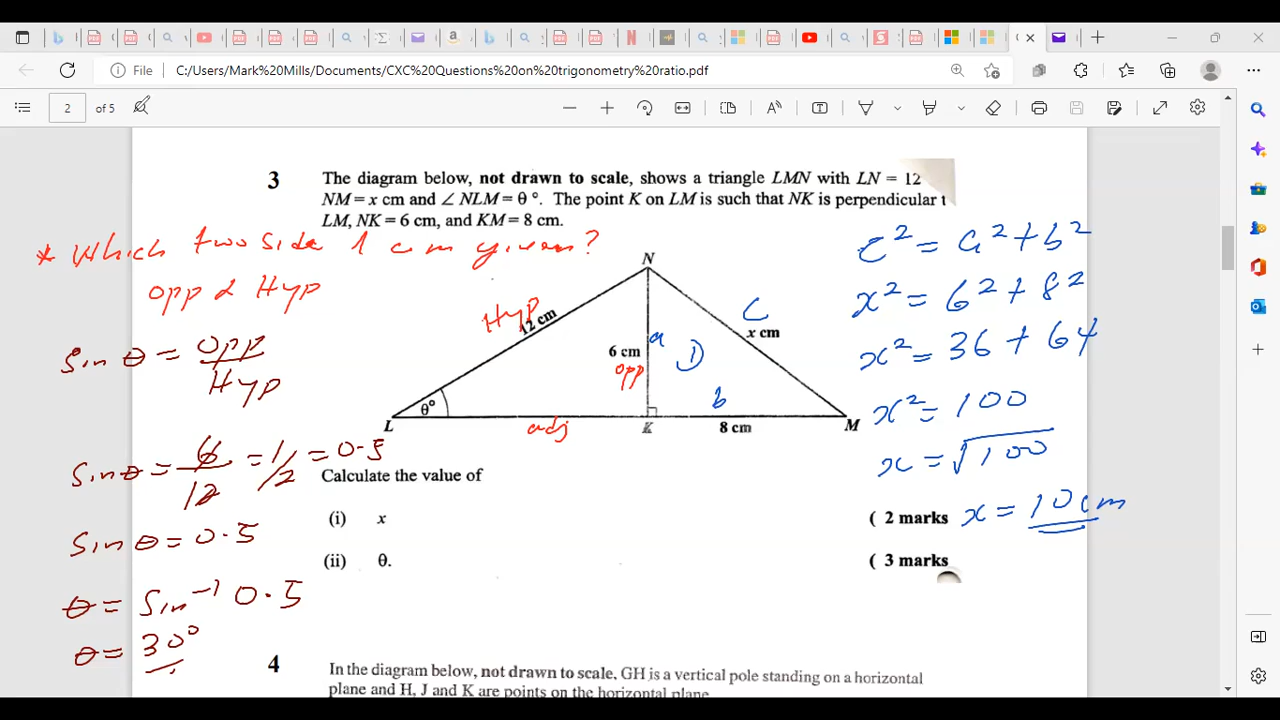 File
C:/Users/Mark%20Mills/Documents/CXC%20Questions%20on%20trigonometry%20ratio.pdf
2 of 5
3
The diagram below, not drawn to scale, shows a triangle LMN with LN = 12
NM = x cm and ∠ NLM = θ °. The point K on LM is such that NK is perpendicular t
LM, NK = 6 cm, and KM = 8 cm.
* Which two side I am given?
Opp & Hyp
Sin θ = Opp/Hyp
Sin θ = 6/12 = 1/2 = 0.5
Sin θ = 0.5
θ = Sin⁻¹ 0.5
θ = 30°
N
Hyp
12 cm
6 cm
opp
a
1
C
x cm
b
θ°
L
adj
K
8 cm
M
c² = a² + b²
x² = 6² + 8²
x² = 36 + 64
x² = 100
x = √100
x = 10cm
Calculate the value of
(i) x ( 2 marks
(ii) θ. ( 3 marks
4
In the diagram below, not drawn to scale, GH is a vertical pole standing on a horizontal
plane and H, J and K are points on the horizontal plane.